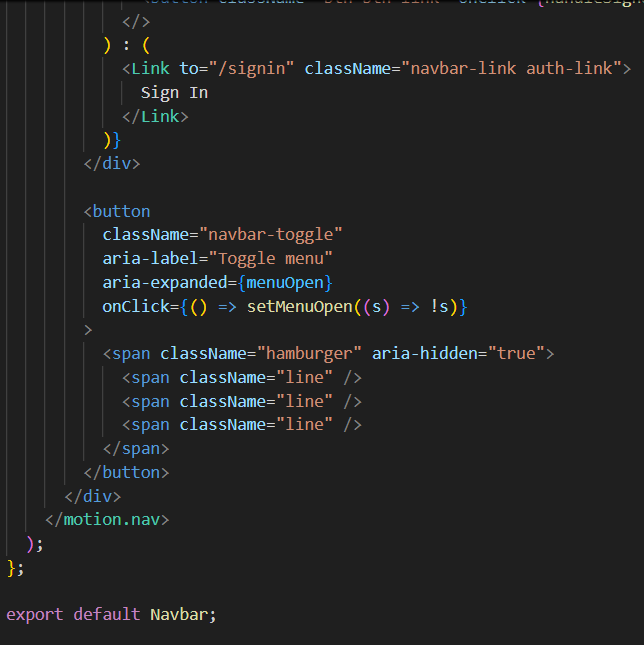 </>
) : (
<Link to="/signin" className="navbar-link auth-link">
Sign In
</Link>
)}
</div>
<button
className="navbar-toggle"
aria-label="Toggle menu"
aria-expanded={menuOpen}
onClick={() => setMenuOpen((s) => !s)}
>
<span className="hamburger" aria-hidden="true">
<span className="line" />
<span className="line" />
<span className="line" />
</span>
</button>
</div>
</motion.nav>
);
};
export default Navbar;